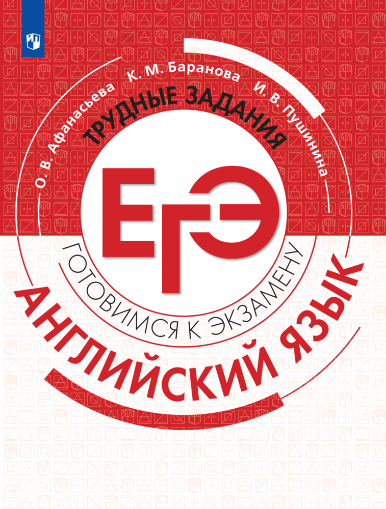 О. В. Афанасьева К. М. Баранова И. В. Пушинина
ТРУДНЫЕ ЗАДАНИЯ
ЕГЭ
ГОТОВИМСЯ К ЭКЗАМЕНУ
АНГЛИЙСКИЙ ЯЗЫК